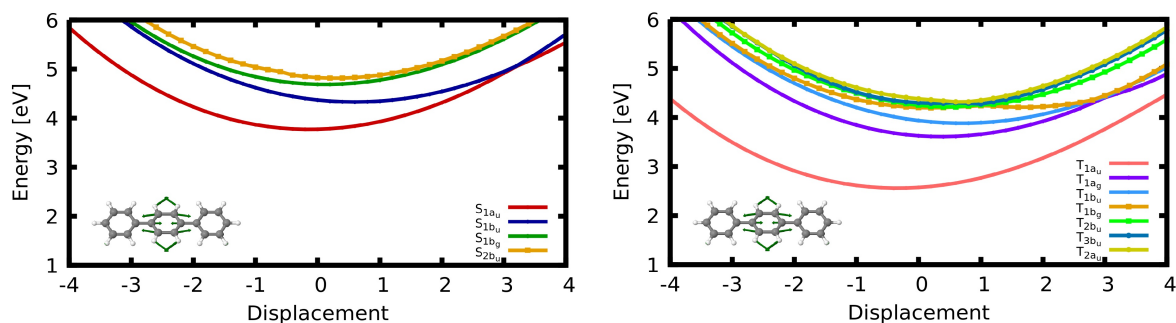 6
5
4
3
2
1
Energy [eV]
-4 -3 -2 -1 0 1 2 3 4
Displacement
S1au
S1bu
S1bg
S2bu
6
5
4
3
2
1
Energy [eV]
-4 -3 -2 -1 0 1 2 3 4
Displacement
T1au
T1ag
T1bu
T1bg
T2bu
T3bu
T2au